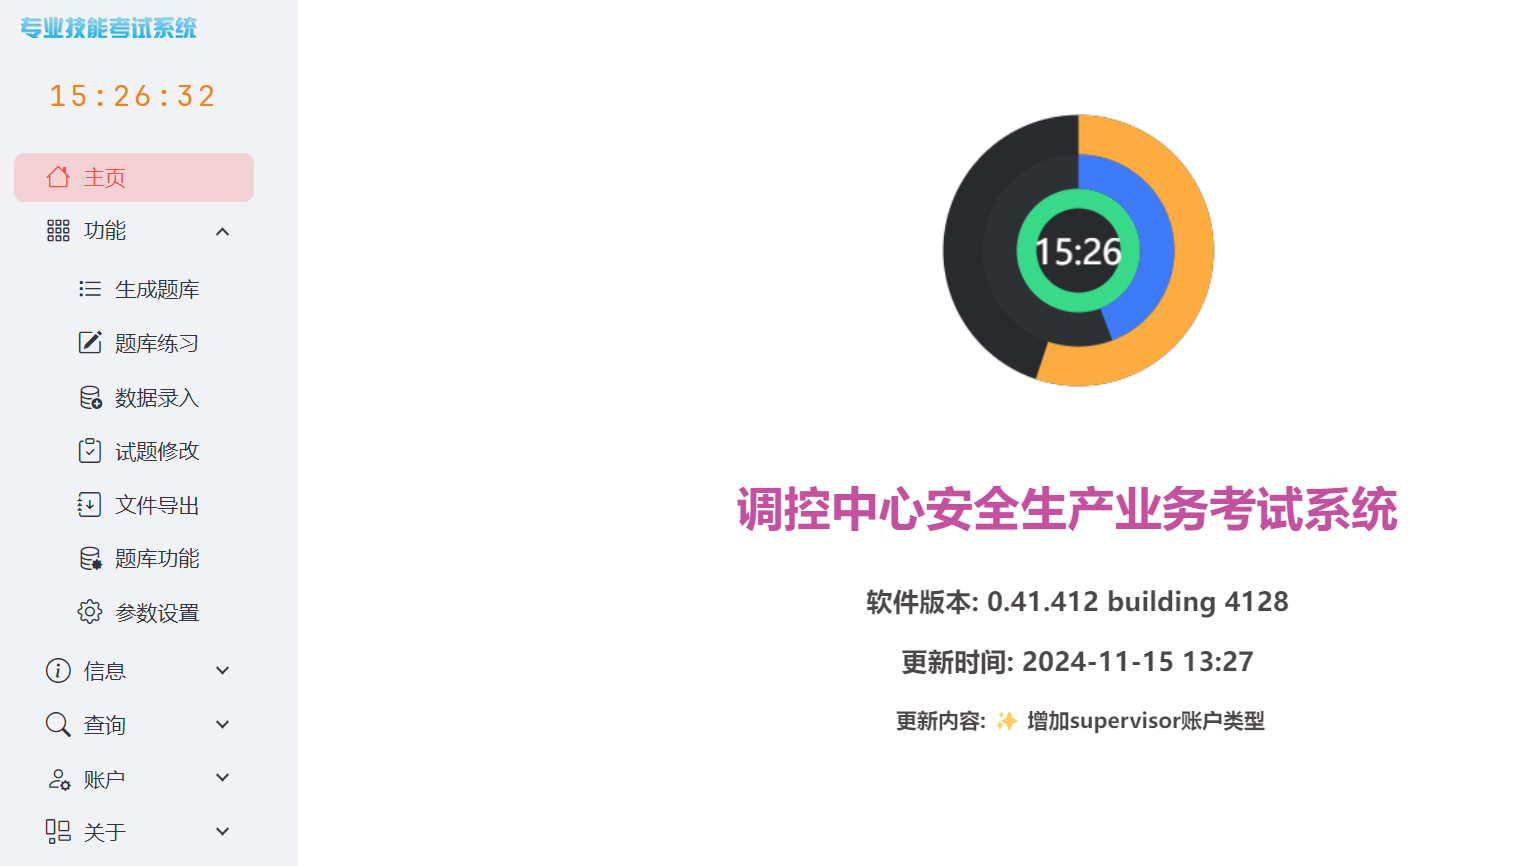 专业技能考试系统
15:26:32
主页
功能
生成题库
题库练习
数据录入
试题修改
文件导出
题库功能
参数设置
信息
查询
账户
关于
15:26
调控中心安全生产业务考试系统
软件版本: 0.41.412 building 4128
更新时间: 2024-11-15 13:27
更新内容: ✨ 增加supervisor账户类型